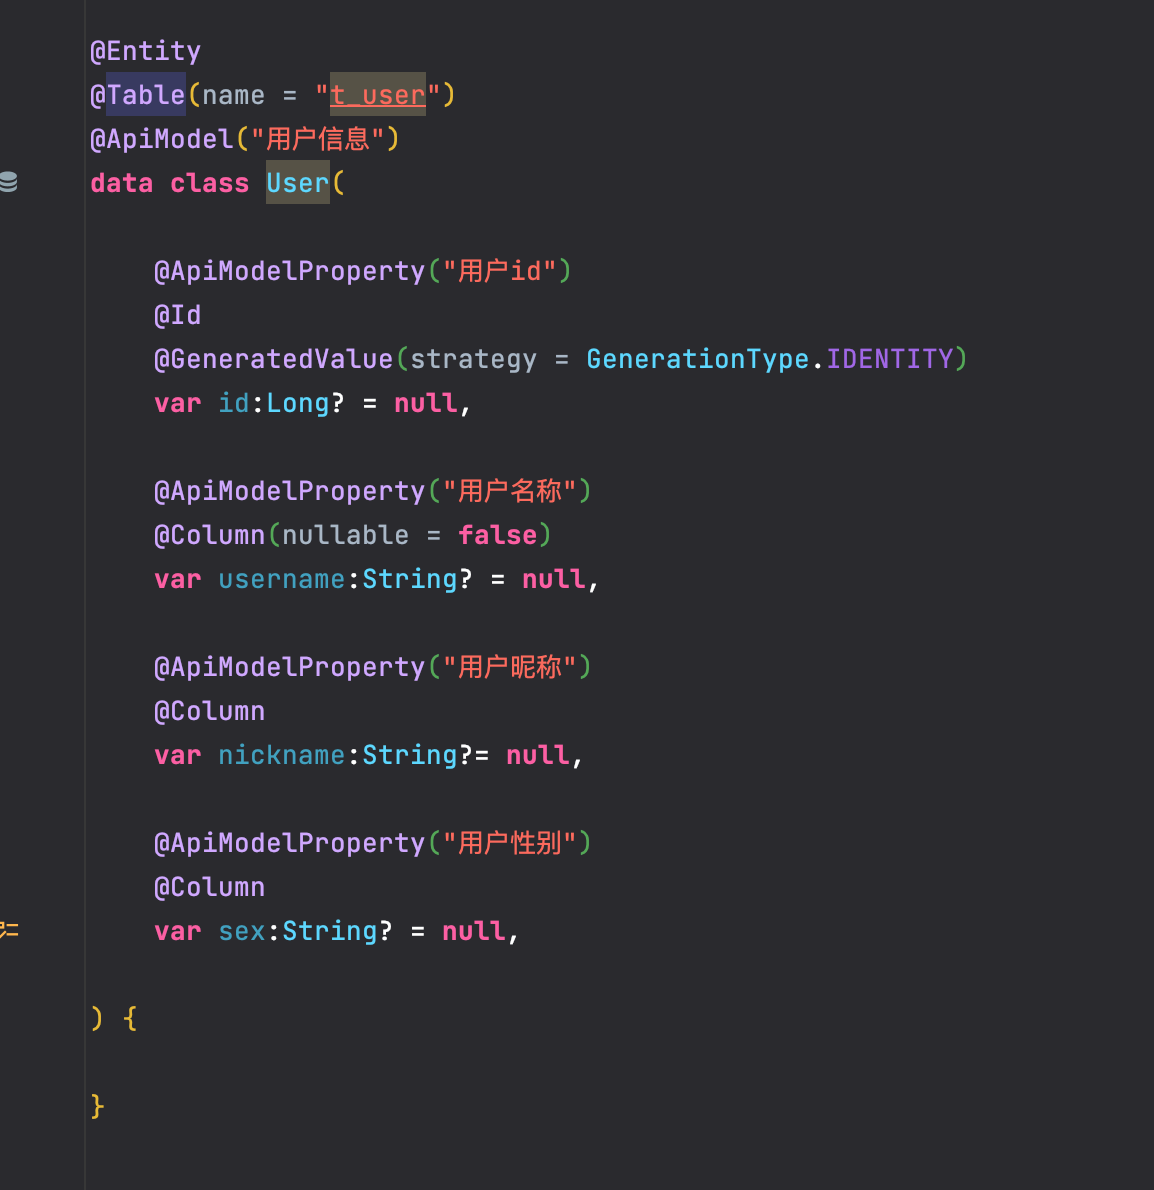 @Entity
@Table(name = "t_user")
@ApiModel("用户信息")
data class User(
@ApiModelProperty("用户id")
@Id
@GeneratedValue(strategy = GenerationType.IDENTITY)
var id:Long? = null,
@ApiModelProperty("用户名称")
@Column(nullable = false)
var username:String? = null,
@ApiModelProperty("用户昵称")
@Column
var nickname:String?= null,
@ApiModelProperty("用户性别")
@Column
var sex:String? = null,
) {
}